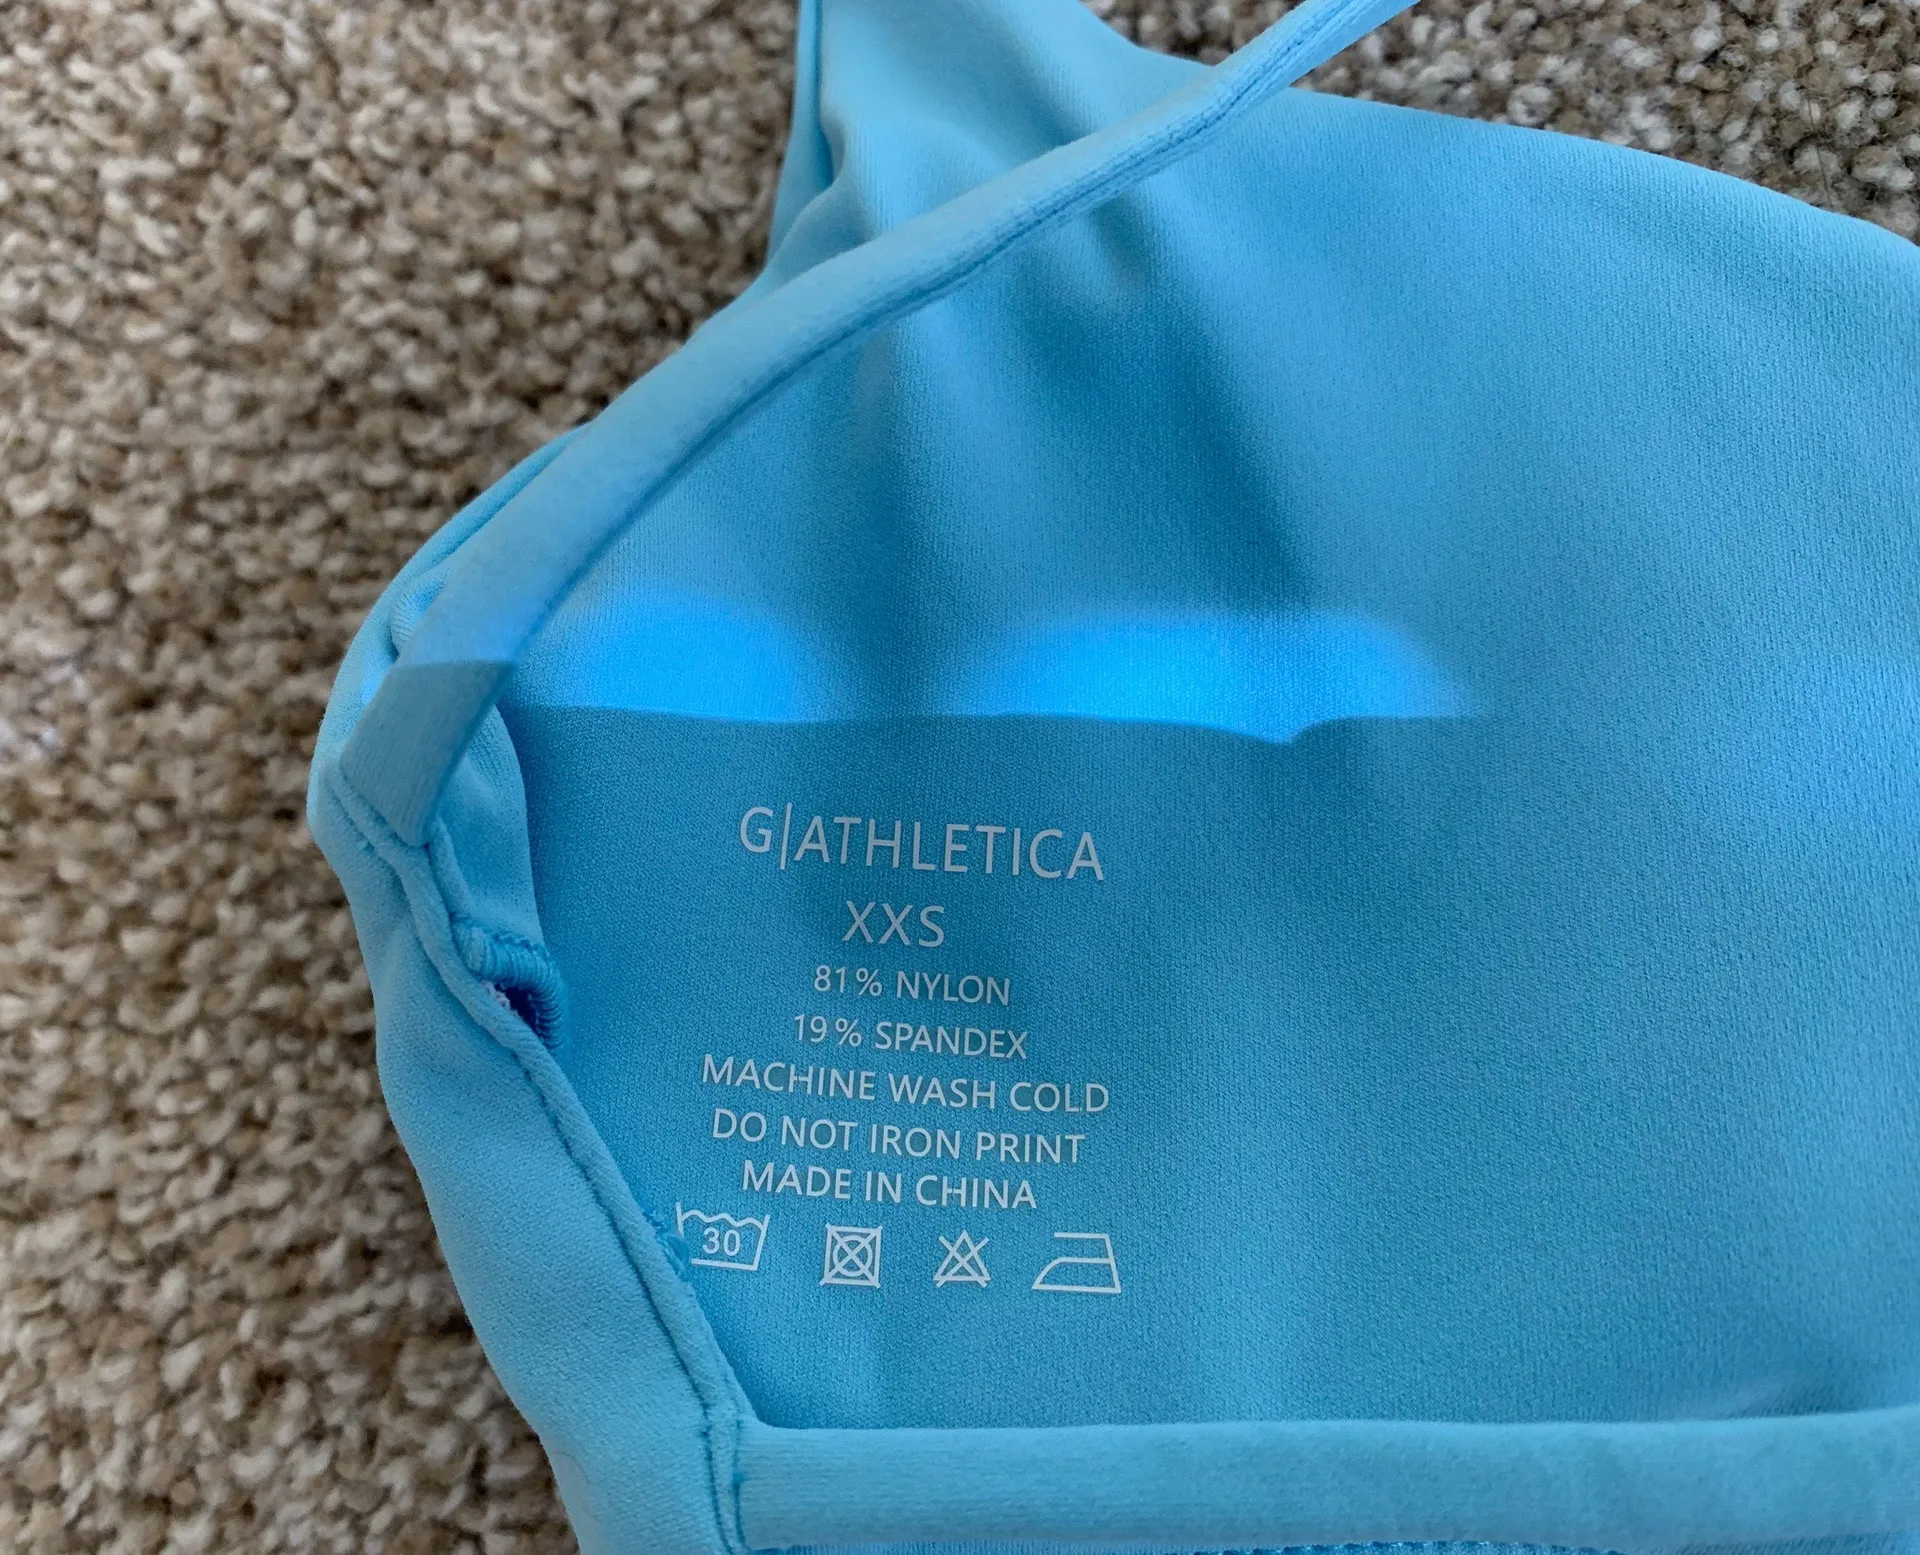 G|ATHLETICA
XXS
81% NYLON
19% SPANDEX
MACHINE WASH COLD
DO NOT IRON PRINT
MADE IN CHINA
30